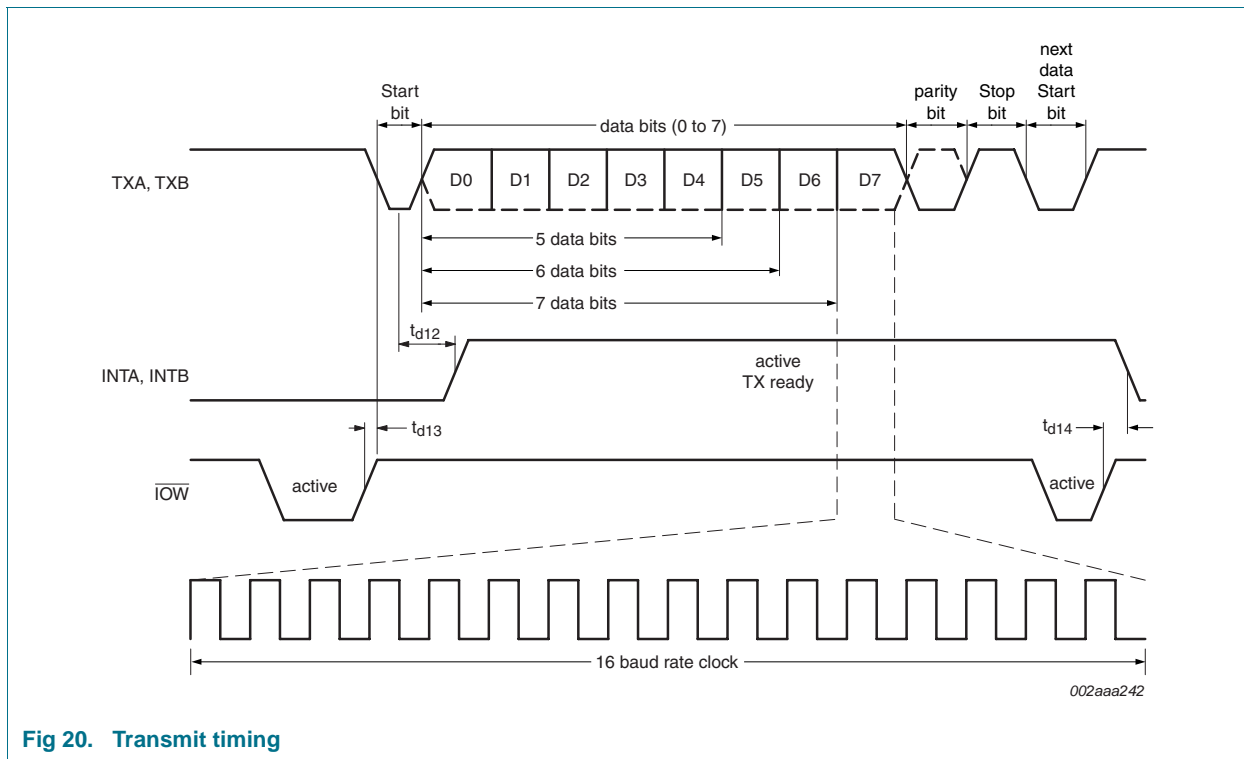 next
data
Start
bit
Start
bit
parity
bit
Stop
bit
data bits (0 to 7)
TXA, TXB
D0 D1 D2 D3 D4 D5 D6 D7
5 data bits
6 data bits
7 data bits
td12
INTA, INTB
active
TX ready
td13
td14
IOW
active
active
16 baud rate clock
002aaa242
Fig 20. Transmit timing